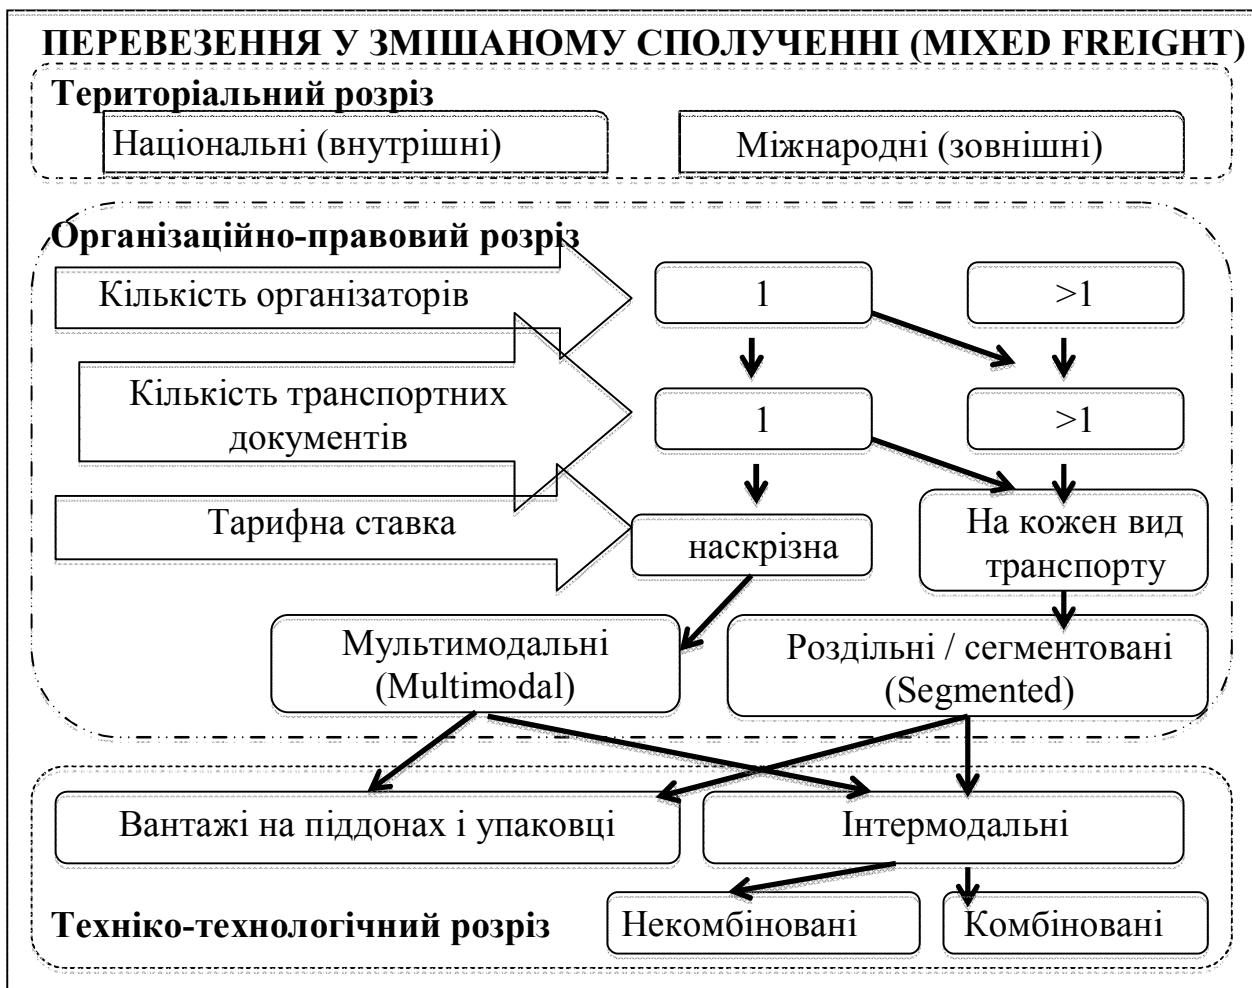 ПЕРЕВЕЗЕННЯ У ЗМІШАНОМУ СПОЛУЧЕННІ (MIXED FREIGHT)
Територіальний розріз
Національні (внутрішні)
Міжнародні (зовнішні)
Організаційно-правовий розріз
Кількість організаторів
1
>1
Кількість транспортних
документів
1
>1
Тарифна ставка
наскрізна
На кожен вид
транспорту
Мультимодальні
(Multimodal)
Роздільні / сегментовані
(Segmented)
Вантажі на піддонах і упаковці
Інтермодальні
Техніко-технологічний розріз
Некомбіновані
Комбіновані